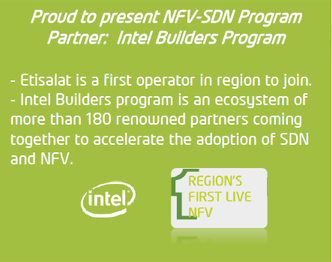 Proud to present NFV-SDN Program
Partner:  Intel Builders Program
- Etisalat is a first operator in region to join.
- Intel Builders program is an ecosystem of
more than 180 renowned partners coming
together to accelerate the adoption of SDN
and NFV.
intel
1 REGION'S
FIRST LIVE
NFV